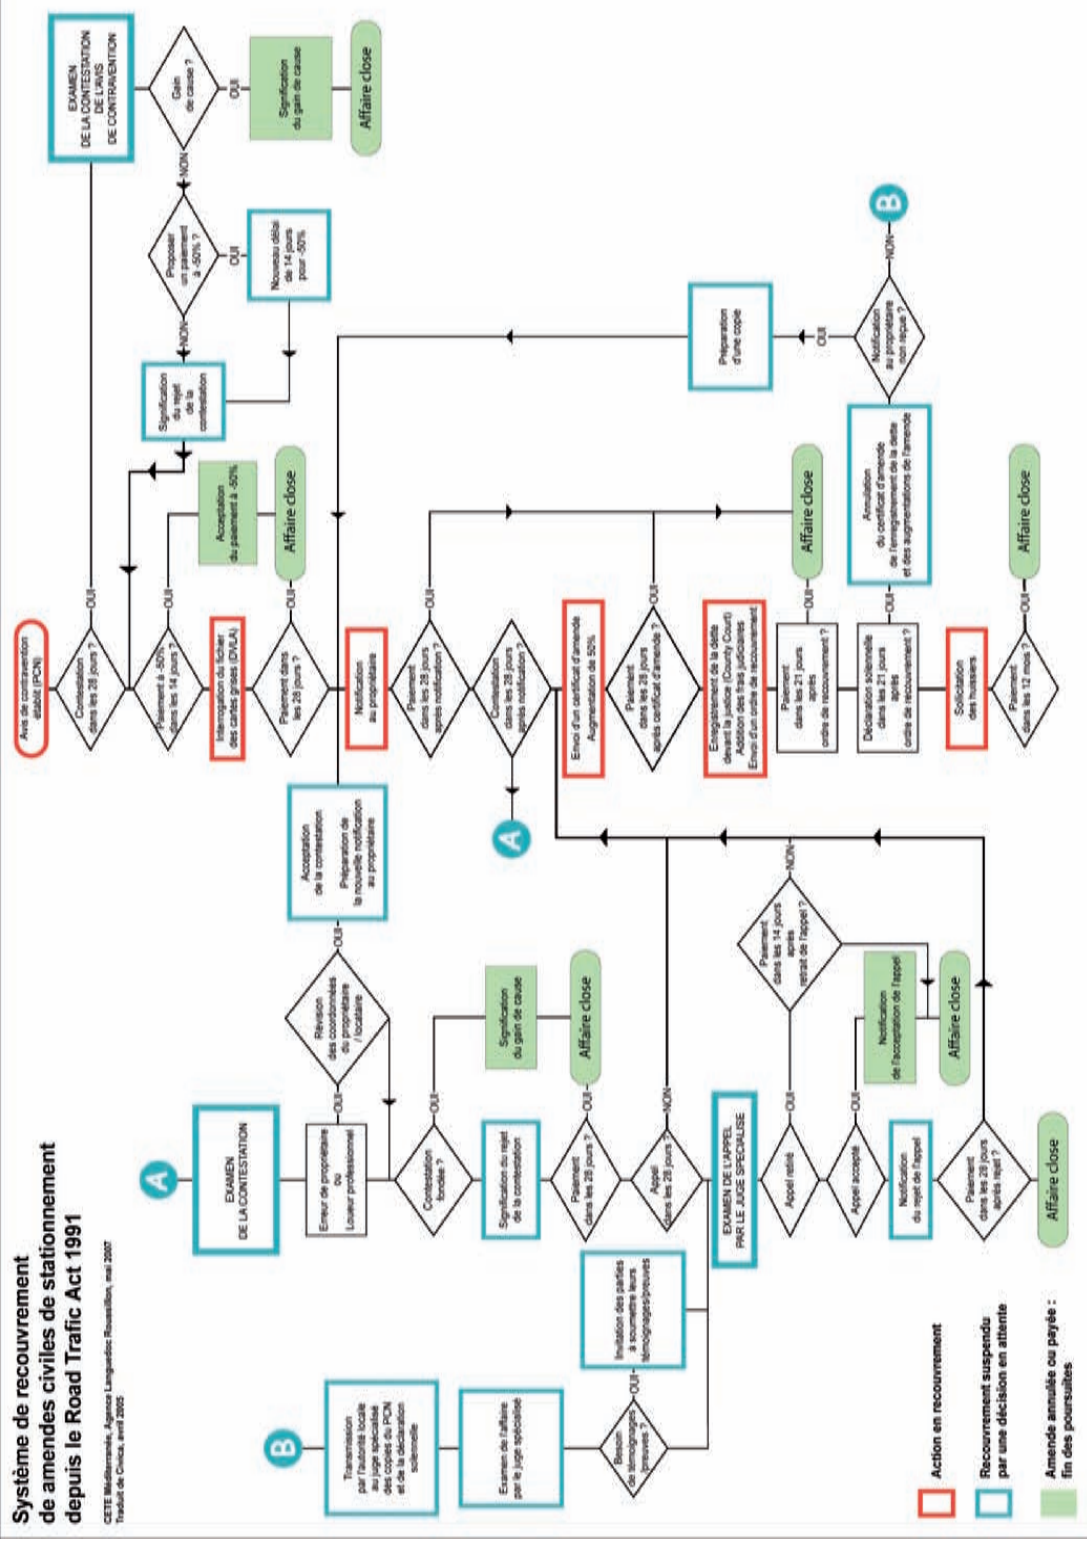 Système de recouvrement
de amendes civiles de stationnement
depuis le Road Trafic Act 1991
CETE Méditerranée, Agence Languedoc Roussillon, mai 2007
Traduit de Civica, avril 2005
B
Transmission
par l'autorité locale
au juge spécialisé
des copies du PCN
et de la déclaration
solennelle
Examen de l'affaire
par le juge spécialisé
Besoin
de témoignages
/preuves ?
OUI
Invitation des parties
à soumettre leurs
témoignages/preuves
A
EXAMEN
DE LA CONTESTATION
Erreur de propriétaire
ou
Loueur professionnel
OUI
Révision
des coordonnées
du propriétaire
/ locataire
OUI
Acceptation
de la contestation
Préparation de
la nouvelle notification
au propriétaire
Contestation
fondée ?
OUI
Signification
du gain de cause
Affaire close
Signification du rejet
de la contestation
Paiement
dans les 28 jours ?
OUI
Appel
dans les 28 jours ?
NON
EXAMEN DE L'APPEL
PAR LE JUGE SPECIALISE
Appel retiré
OUI
Paiement
dans les 14 jours
après
retrait de l'appel ?
NON
Appel accepté
OUI
Notification
de l'acceptation de l'appel
Affaire close
Notification
du rejet de l'appel
Paiement
dans les 28 jours
après rejet ?
Affaire close
Avis de contravention
établit (PCN)
Contestation
dans les 28 jours ?
OUI
EXAMEN
DE LA CONTESTATION
DE L'AVIS
DE CONTRAVENTION
Gain
de cause ?
OUI
Signification
du gain de cause
Affaire close
NON
Proposer
un paiement
à -50% ?
OUI
Nouveau délai
de 14 jours
pour -50%
NON
Signification
du rejet
de la
contestation
Paiement à -50%
dans les 14 jours ?
OUI
Acceptation
du paiement à -50%
Affaire close
Interrogation du fichier
des cartes grises (DVLA)
Paiement dans
les 28 jours ?
OUI
Notification
au propriétaire
Paiement
dans les 28 jours
après notification ?
OUI
Contestation
dans les 28 jours
après notification ?
A
Envoi d'un certificat d'amende
Augmentation de 50%
Paiement
dans les 28 jours
après certificat d'amende ?
OUI
Enregistrement de la dette
devant la justice (County Court)
Addition des frais judiciaires
Envoi d'un ordre de recouvrement
Paiement
dans les 21 jours
après
ordre de recouvrement ?
OUI
Affaire close
Déclaration solennelle
dans les 21 jours
après
ordre de recouvrement ?
OUI
Annulation
du certificat d'amende
de l'enregistrement de la dette
et des augmentations de l'amende
Notification
au propriétaire
non reçue ?
OUI
Préparation
d'une copie
NON
B
Solicitation
des huissiers
Paiement
dans les 12 mois ?
OUI
Affaire close
Action en recouvrement
Recouvrement suspendu
par une décision en attente
Amende annulée ou payée :
fin des poursuites